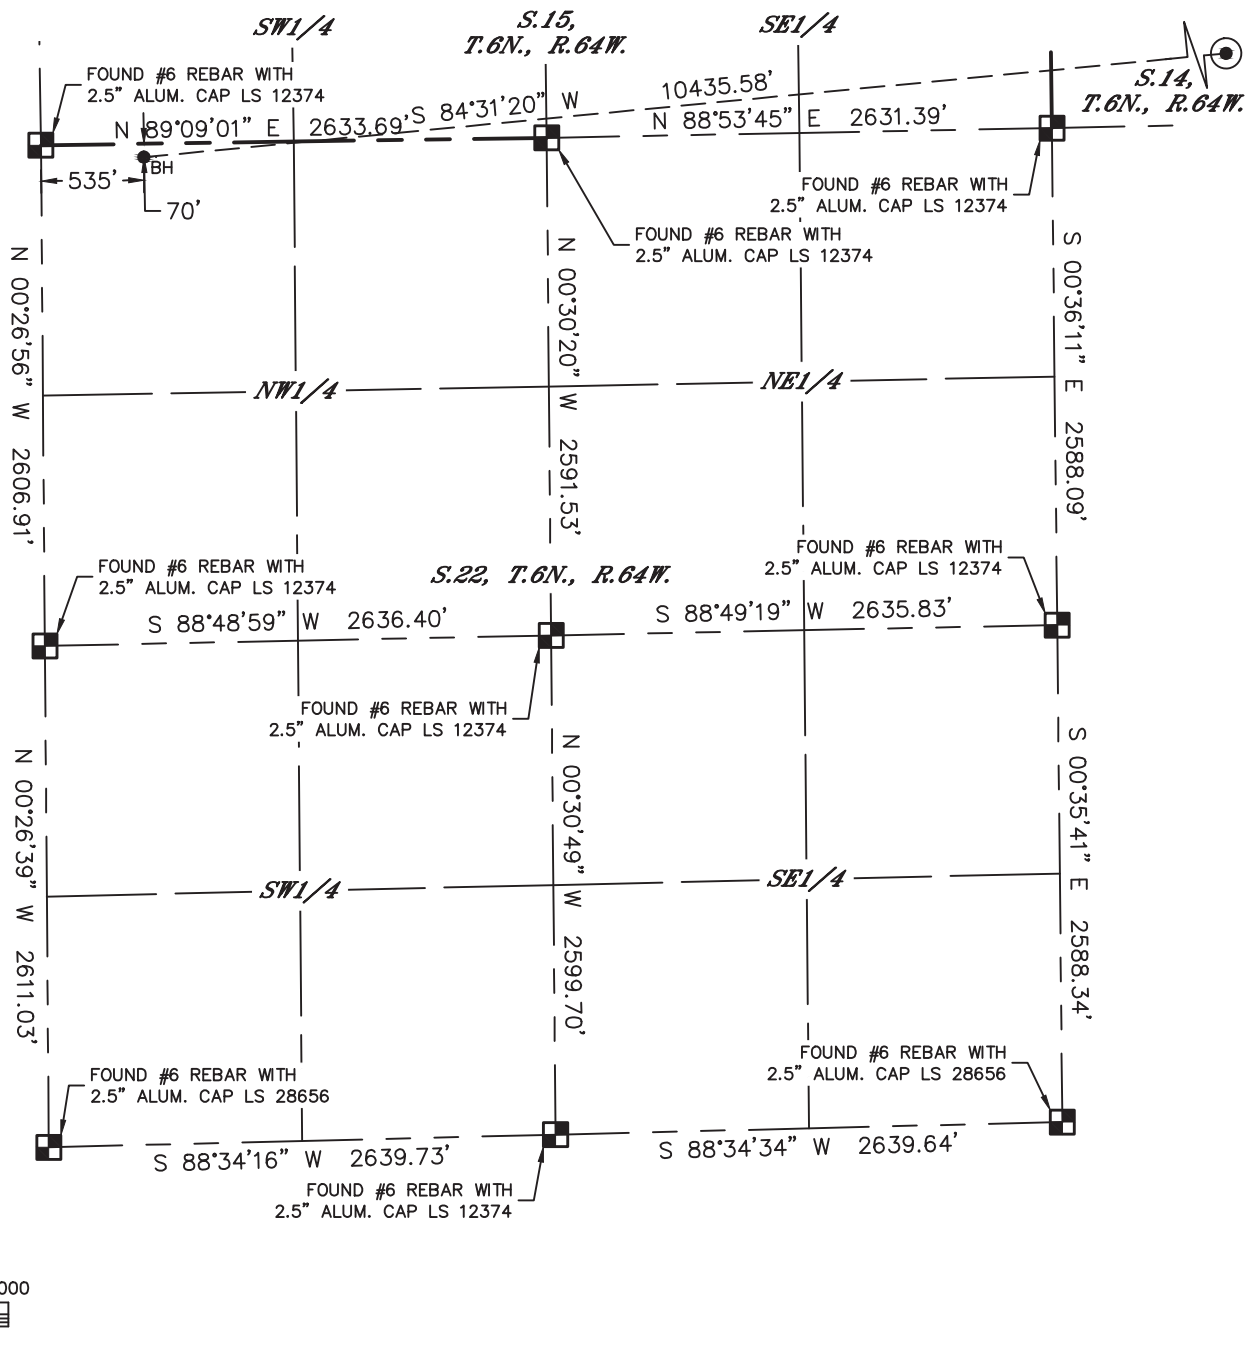 SW1/4
S.15,
T.6N., R.64W.
SE1/4
S.14,
T.6N., R.64W.
FOUND #6 REBAR WITH
2.5" ALUM. CAP LS 12374
10435.58'
S 84°31'20" W
N 89°09'01" E 2633.69'
N 88°53'45" E 2631.39'
BH
535'
70'
FOUND #6 REBAR WITH
2.5" ALUM. CAP LS 12374
FOUND #6 REBAR WITH
2.5" ALUM. CAP LS 12374
N 00°26'56" W 2606.91'
N 00°30'20" W 2591.53'
S 00°36'11" E 2588.09'
NW1/4
NE1/4
FOUND #6 REBAR WITH
2.5" ALUM. CAP LS 12374
S.22, T.6N., R.64W.
FOUND #6 REBAR WITH
2.5" ALUM. CAP LS 12374
S 88°48'59" W 2636.40'
S 88°49'19" W 2635.83'
FOUND #6 REBAR WITH
2.5" ALUM. CAP LS 12374
N 00°26'39" W 2611.03'
N 00°30'49" W 2599.70'
S 00°35'41" E 2588.34'
SW1/4
SE1/4
FOUND #6 REBAR WITH
2.5" ALUM. CAP LS 28656
FOUND #6 REBAR WITH
2.5" ALUM. CAP LS 28656
S 88°34'16" W 2639.73'
S 88°34'34" W 2639.64'
FOUND #6 REBAR WITH
2.5" ALUM. CAP LS 12374
000